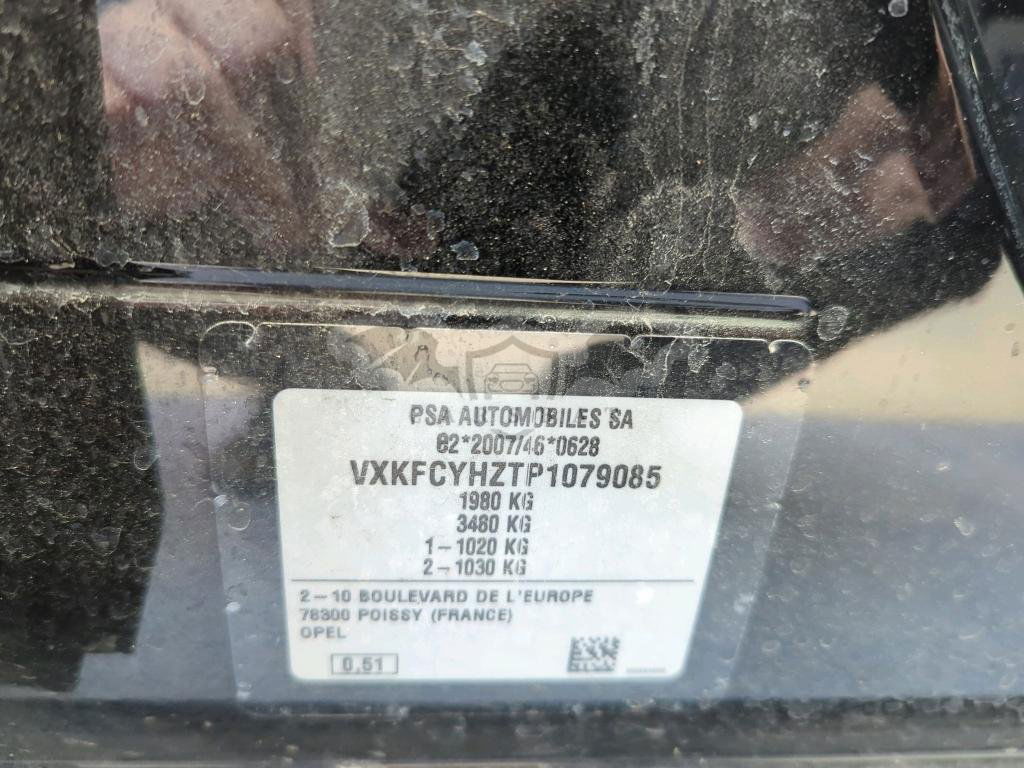 PSA AUTOMOBILES SA
e2*2007/46*0628
VXKFCYHZTP1079085
1980 KG
3480 KG
1-1020 KG
2-1030 KG
2-10 BOULEVARD DE L'EUROPE
78300 POISSY (FRANCE)
OPEL
0.51